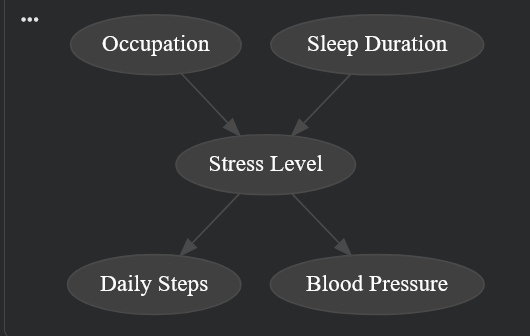 Occupation
Sleep Duration
Stress Level
Daily Steps
Blood Pressure